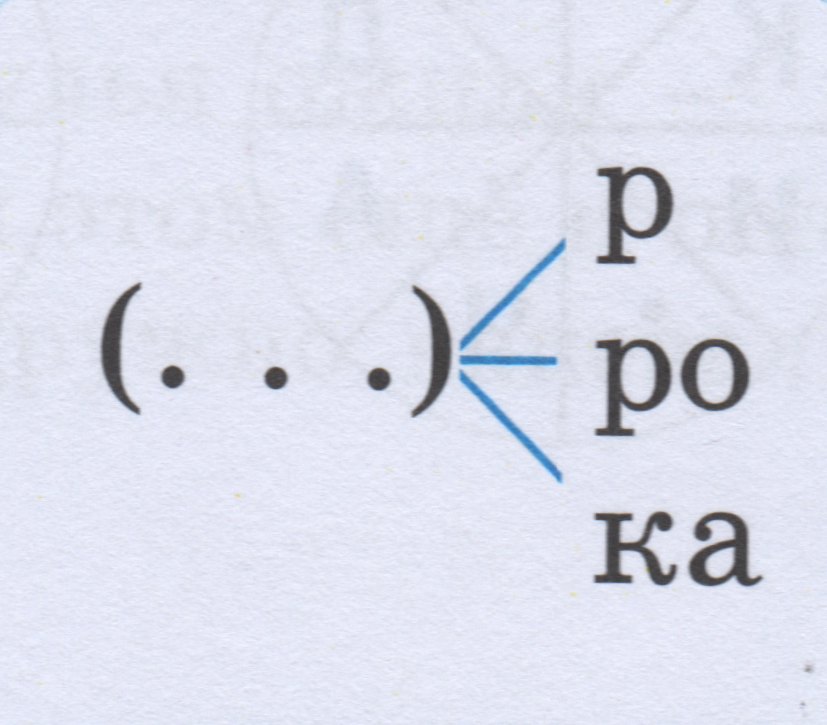 р
(. . .) ро
ка